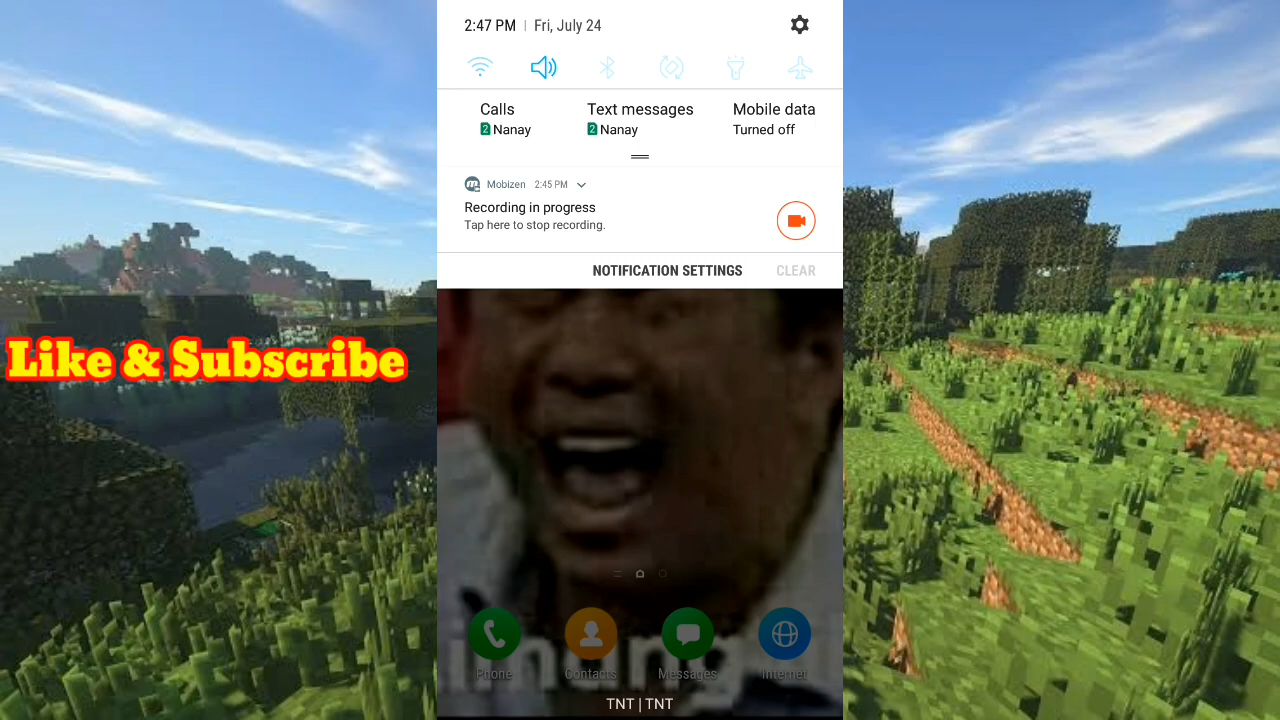 2:47 PM | Fri, July 24
Calls
2 Nanay
Text messages
2 Nanay
Mobile data
Turned off
Mobizen 2:45 PM
Recording in progress
Tap here to stop recording.
NOTIFICATION SETTINGS CLEAR
Like & Subscribe
Phone Contacts Messages Internet
TNT | TNT